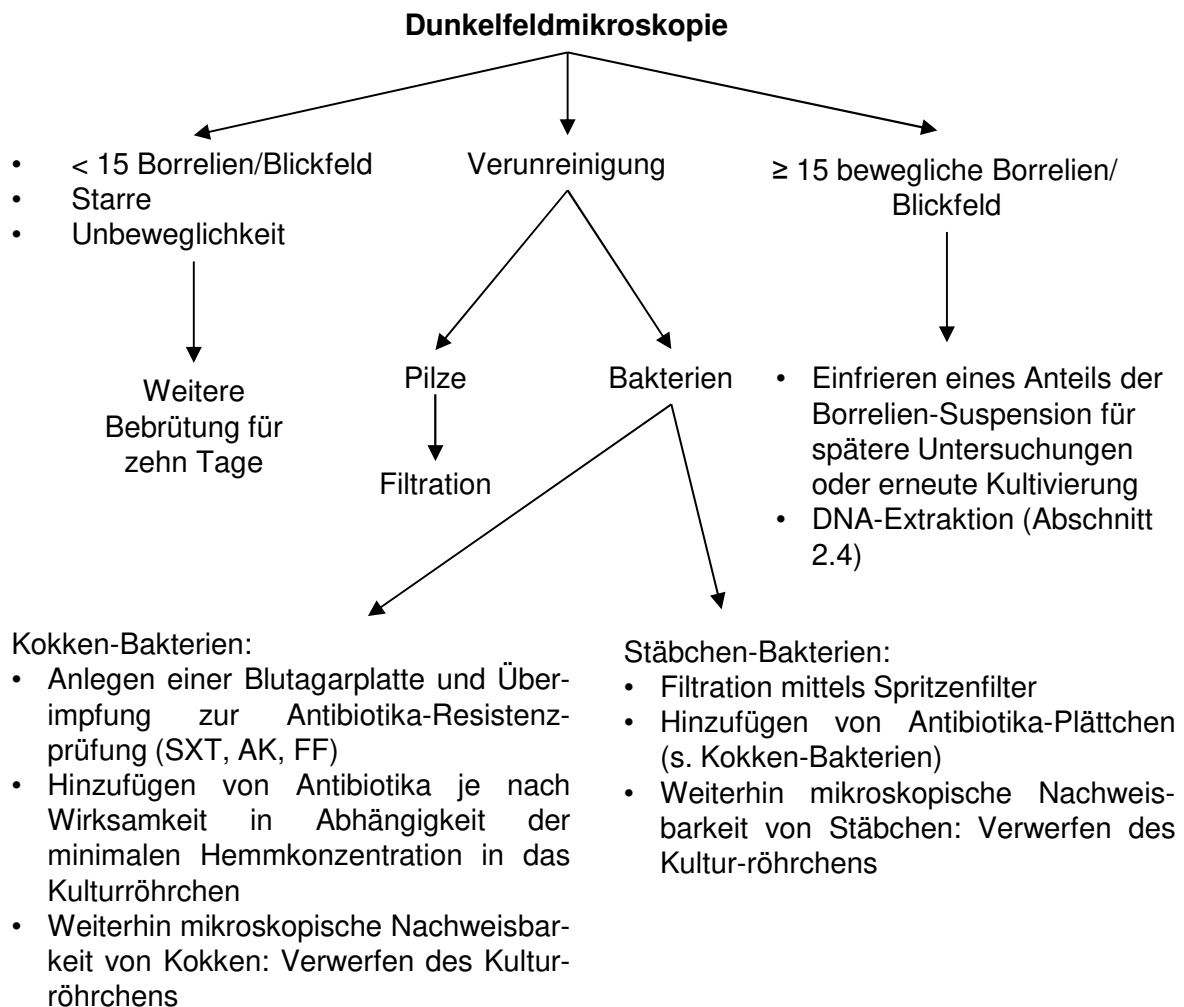 Dunkelfeldmikroskopie
• < 15 Borrelien/Blickfeld
• Starre
• Unbeweglichkeit
Verunreinigung
≥ 15 bewegliche Borrelien/
Blickfeld
Weitere
Bebrütung für
zehn Tage
Pilze
Filtration
Bakterien
• Einfrieren eines Anteils der
Borrelien-Suspension für
spätere Untersuchungen
oder erneute Kultivierung
• DNA-Extraktion (Abschnitt
2.4)
Kokken-Bakterien:
• Anlegen einer Blutagarplatte und Über-
impfung zur Antibiotika-Resistenz-
prüfung (SXT, AK, FF)
• Hinzufügen von Antibiotika je nach
Wirksamkeit in Abhängigkeit der
minimalen Hemmkonzentration in das
Kulturröhrchen
• Weiterhin mikroskopische Nachweisbar-
keit von Kokken: Verwerfen des Kultur-
röhrchens
Stäbchen-Bakterien:
• Filtration mittels Spritzenfilter
• Hinzufügen von Antibiotika-Plättchen
(s. Kokken-Bakterien)
• Weiterhin mikroskopische Nachweis-
barkeit von Stäbchen: Verwerfen des
Kultur-röhrchens